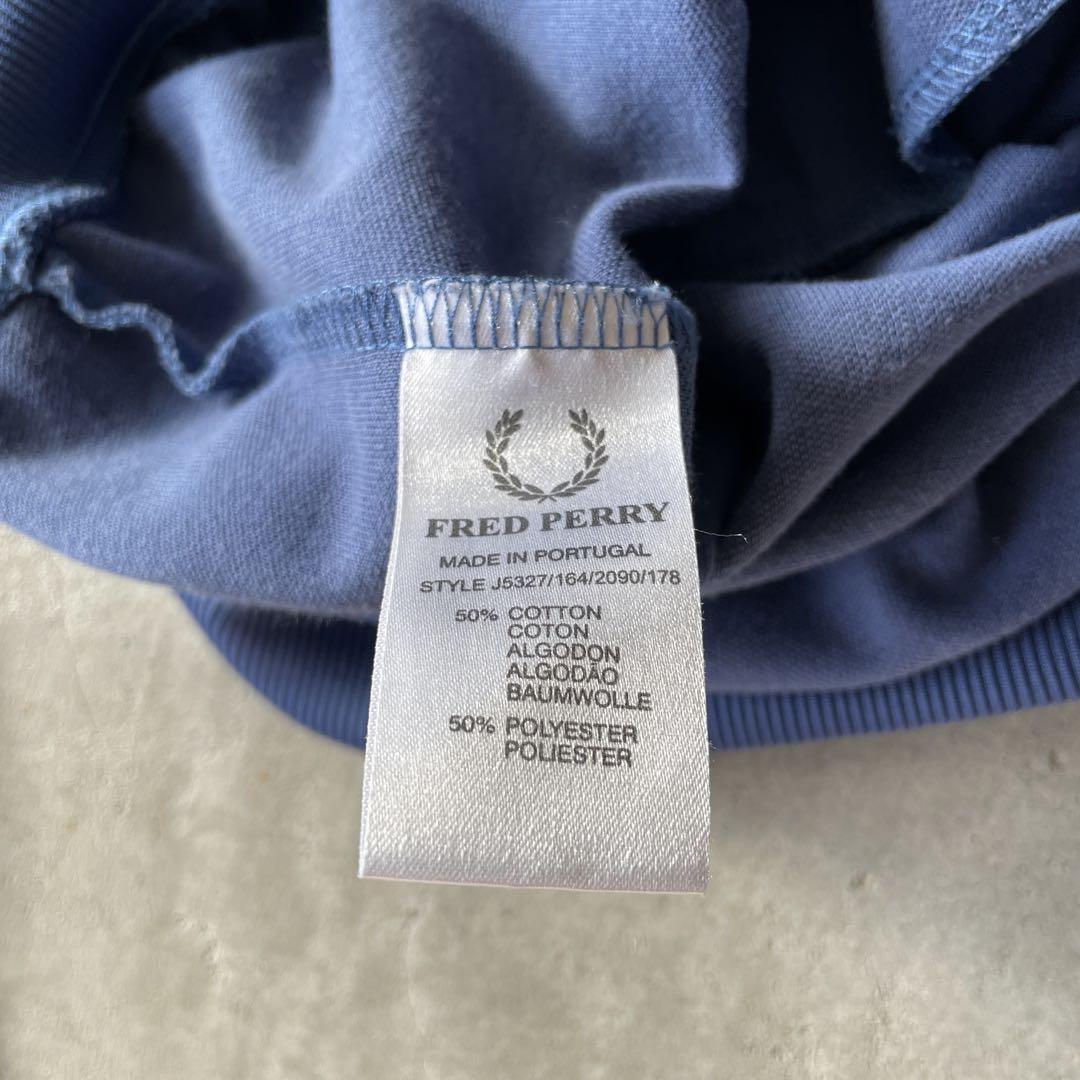 FRED PERRY
MADE IN PORTUGAL
STYLE J5327/164/2090/178
50% COTTON
COTON
ALGODON
ALGODÃO
BAUMWOLLE
50% POLYESTER
POLIESTER